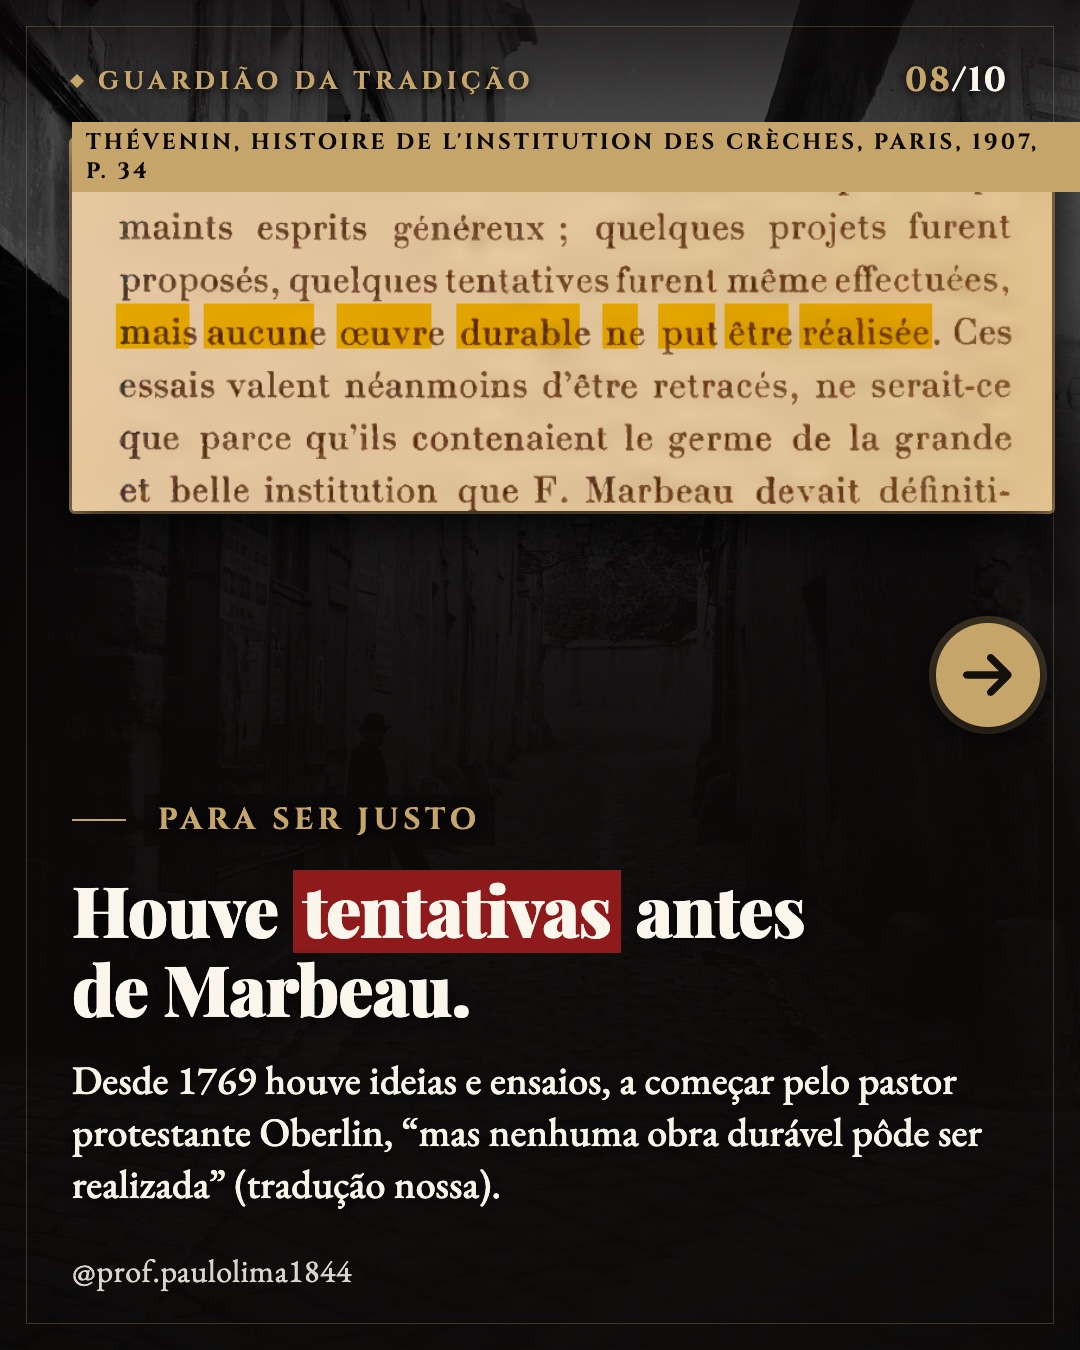 ◆ GUARDIÃO DA TRADIÇÃO
08/10
THÉVENIN, HISTOIRE DE L'INSTITUTION DES CRÈCHES, PARIS, 1907,
P. 34
maints esprits généreux ; quelques projets furent
proposés, quelques tentatives furent même effectuées,
mais aucune œuvre durable ne put être réalisée. Ces
essais valent néanmoins d’être retracés, ne serait-ce
que parce qu’ils contenaient le germe de la grande
et belle institution que F. Marbeau devait définiti-
PARA SER JUSTO
Houve tentativas antes
de Marbeau.
Desde 1769 houve ideias e ensaios, a começar pelo pastor
protestante Oberlin, “mas nenhuma obra durável pôde ser
realizada” (tradução nossa).
@prof.paulolima1844